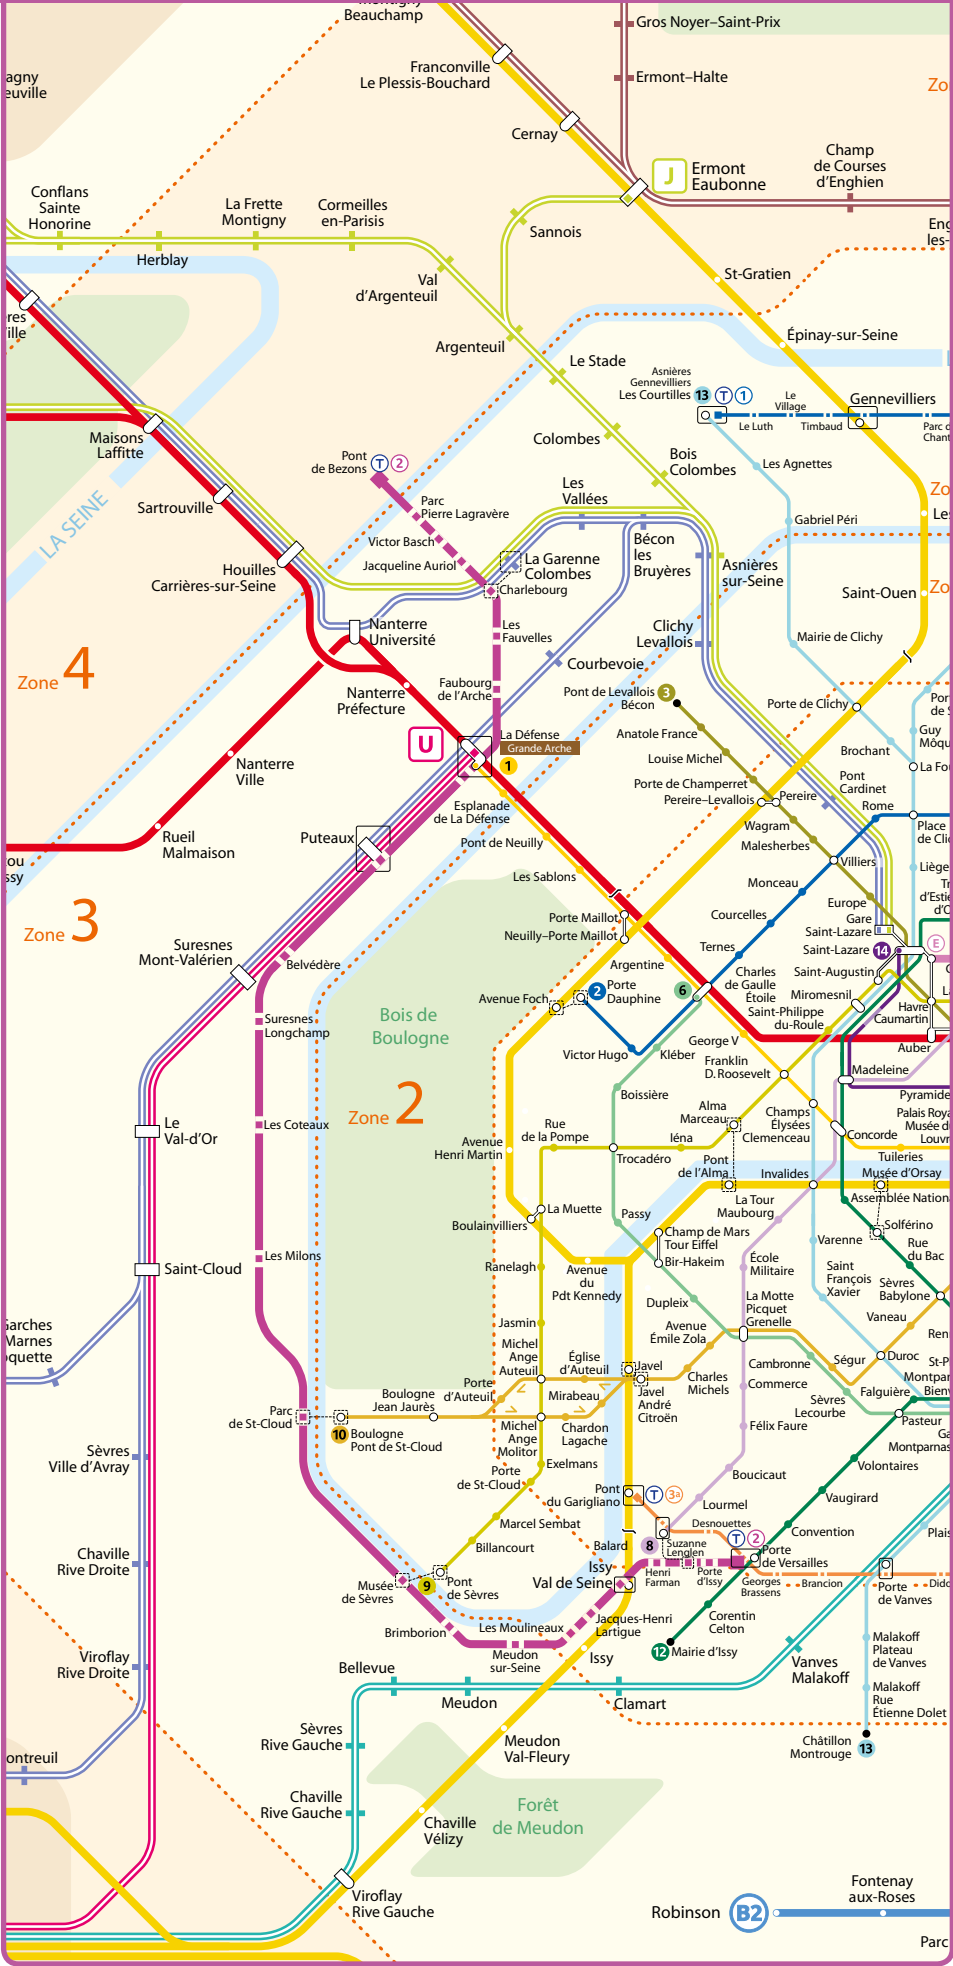 Beauchamp
Gros Noyer–Saint-Prix
Franconville
Le Plessis-Bouchard
Ermont–Halte
Cernay
Champ
de Courses
d'Enghien
J
Ermont
Eaubonne
Conflans
Sainte
Honorine
La Frette
Montigny
Cormeilles
en-Parisis
Herblay
Sannois
Val
d'Argenteuil
St-Gratien
Argenteuil
Épinay-sur-Seine
Le Stade
Asnières
Gennevilliers
Les Courtilles
13
T
1
Le
Village
Gennevilliers
Le Luth
Timbaud
Maisons
Laffitte
Colombes
Bois
Colombes
Les Agnettes
Pont
de Bezons
T
2
Sartrouville
LA SEINE
Parc
Pierre Lagravère
Les
Vallées
Gabriel Péri
Victor Basch
Jacqueline Auriol
Houilles
Carrières-sur-Seine
La Garenne
Colombes
Charlebourg
Bécon
les
Bruyères
Asnières
sur-Seine
Saint-Ouen
Nanterre
Université
Les
Fauvelles
Clichy
Levallois
Mairie de Clichy
Zone 4
Courbevoie
Nanterre
Préfecture
Faubourg
de l'Arche
Pont de Levallois
Bécon
3
Porte de Clichy
U
La Défense
Grande Arche
1
Anatole France
Louise Michel
Brochant
Guy
Nanterre
Ville
Esplanade
de La Défense
Porte de Champerret
Pereire–Levallois
Pereire
Pont
Cardinet
Rome
Place
Rueil
Malmaison
Puteaux
Pont de Neuilly
Wagram
Malesherbes
Villiers
Les Sablons
Monceau
Europe
Zone 3
Porte Maillot
Neuilly–Porte Maillot
Courcelles
Gare
Saint-Lazare
Suresnes
Mont-Valérien
Belvédère
Ternes
Saint-Lazare
14
E
Argentine
Charles
de Gaulle
Étoile
Saint-Augustin
Miromesnil
Avenue Foch
2
Porte
Dauphine
6
Suresnes
Longchamp
Bois de
Boulogne
Saint-Philippe
du-Roule
Havre
Caumartin
Victor Hugo
Kléber
George V
Auber
Franklin
D. Roosevelt
Madeleine
Zone 2
Boissière
Le
Val-d'Or
Les Coteaux
Avenue
Henri Martin
Rue
de la Pompe
Alma
Marceau
Champs
Élysées
Clemenceau
Concorde
Iéna
Trocadéro
Tuileries
Pont
de l'Alma
Invalides
Musée d'Orsay
La Muette
Boulainvilliers
Passy
La Tour
Maubourg
Solférino
Champ de Mars
Tour Eiffel
Bir-Hakeim
Varenne
Rue
du Bac
Les Milons
Saint-Cloud
Ranelagh
Avenue
du
Pdt Kennedy
École
Militaire
Saint
François
Xavier
Sèvres
Babylone
Dupleix
La Motte
Picquet
Grenelle
Vaneau
Jasmin
Avenue
Émile Zola
Michel
Ange
Auteuil
Église
d'Auteuil
Javel
Cambronne
Ségur
Duroc
Porte
d'Auteuil
Charles
Michels
Commerce
Boulogne
Jean Jaurès
Mirabeau
Javel
André
Citroën
Sèvres
Lecourbe
Falguière
Parc
de St-Cloud
10
Boulogne
Pont de St-Cloud
Michel
Ange
Molitor
Chardon
Lagache
Félix Faure
Pasteur
Sèvres
Ville d'Avray
Exelmans
Porte
de St-Cloud
Boucicaut
Volontaires
Pont
du Garigliano
T
3a
Lourmel
Vaugirard
Marcel Sembat
Desnouettes
Chaville
Rive Droite
Billancourt
Balard
8
Suzanne
Lenglen
T
2
Convention
Porte
de Versailles
Musée
de Sèvres
9
Pont
de Sèvres
Issy
Val de Seine
Henri
Farman
Porte
d'Issy
Georges
Brassens
Brancion
Porte
de Vanves
Brimborion
Les Moulineaux
Jacques-Henri
Lartigue
Corentin
Celton
Meudon
sur-Seine
Issy
12
Mairie d'Issy
Malakoff
Plateau
de Vanves
Viroflay
Rive Droite
Bellevue
Meudon
Clamart
Vanves
Malakoff
Malakoff
Rue
Étienne Dolet
Sèvres
Rive Gauche
Meudon
Val-Fleury
Châtillon
Montrouge
13
Chaville
Rive Gauche
Chaville
Vélizy
Forêt
de Meudon
Viroflay
Rive Gauche
Robinson
B2
Fontenay
aux-Roses
Parc